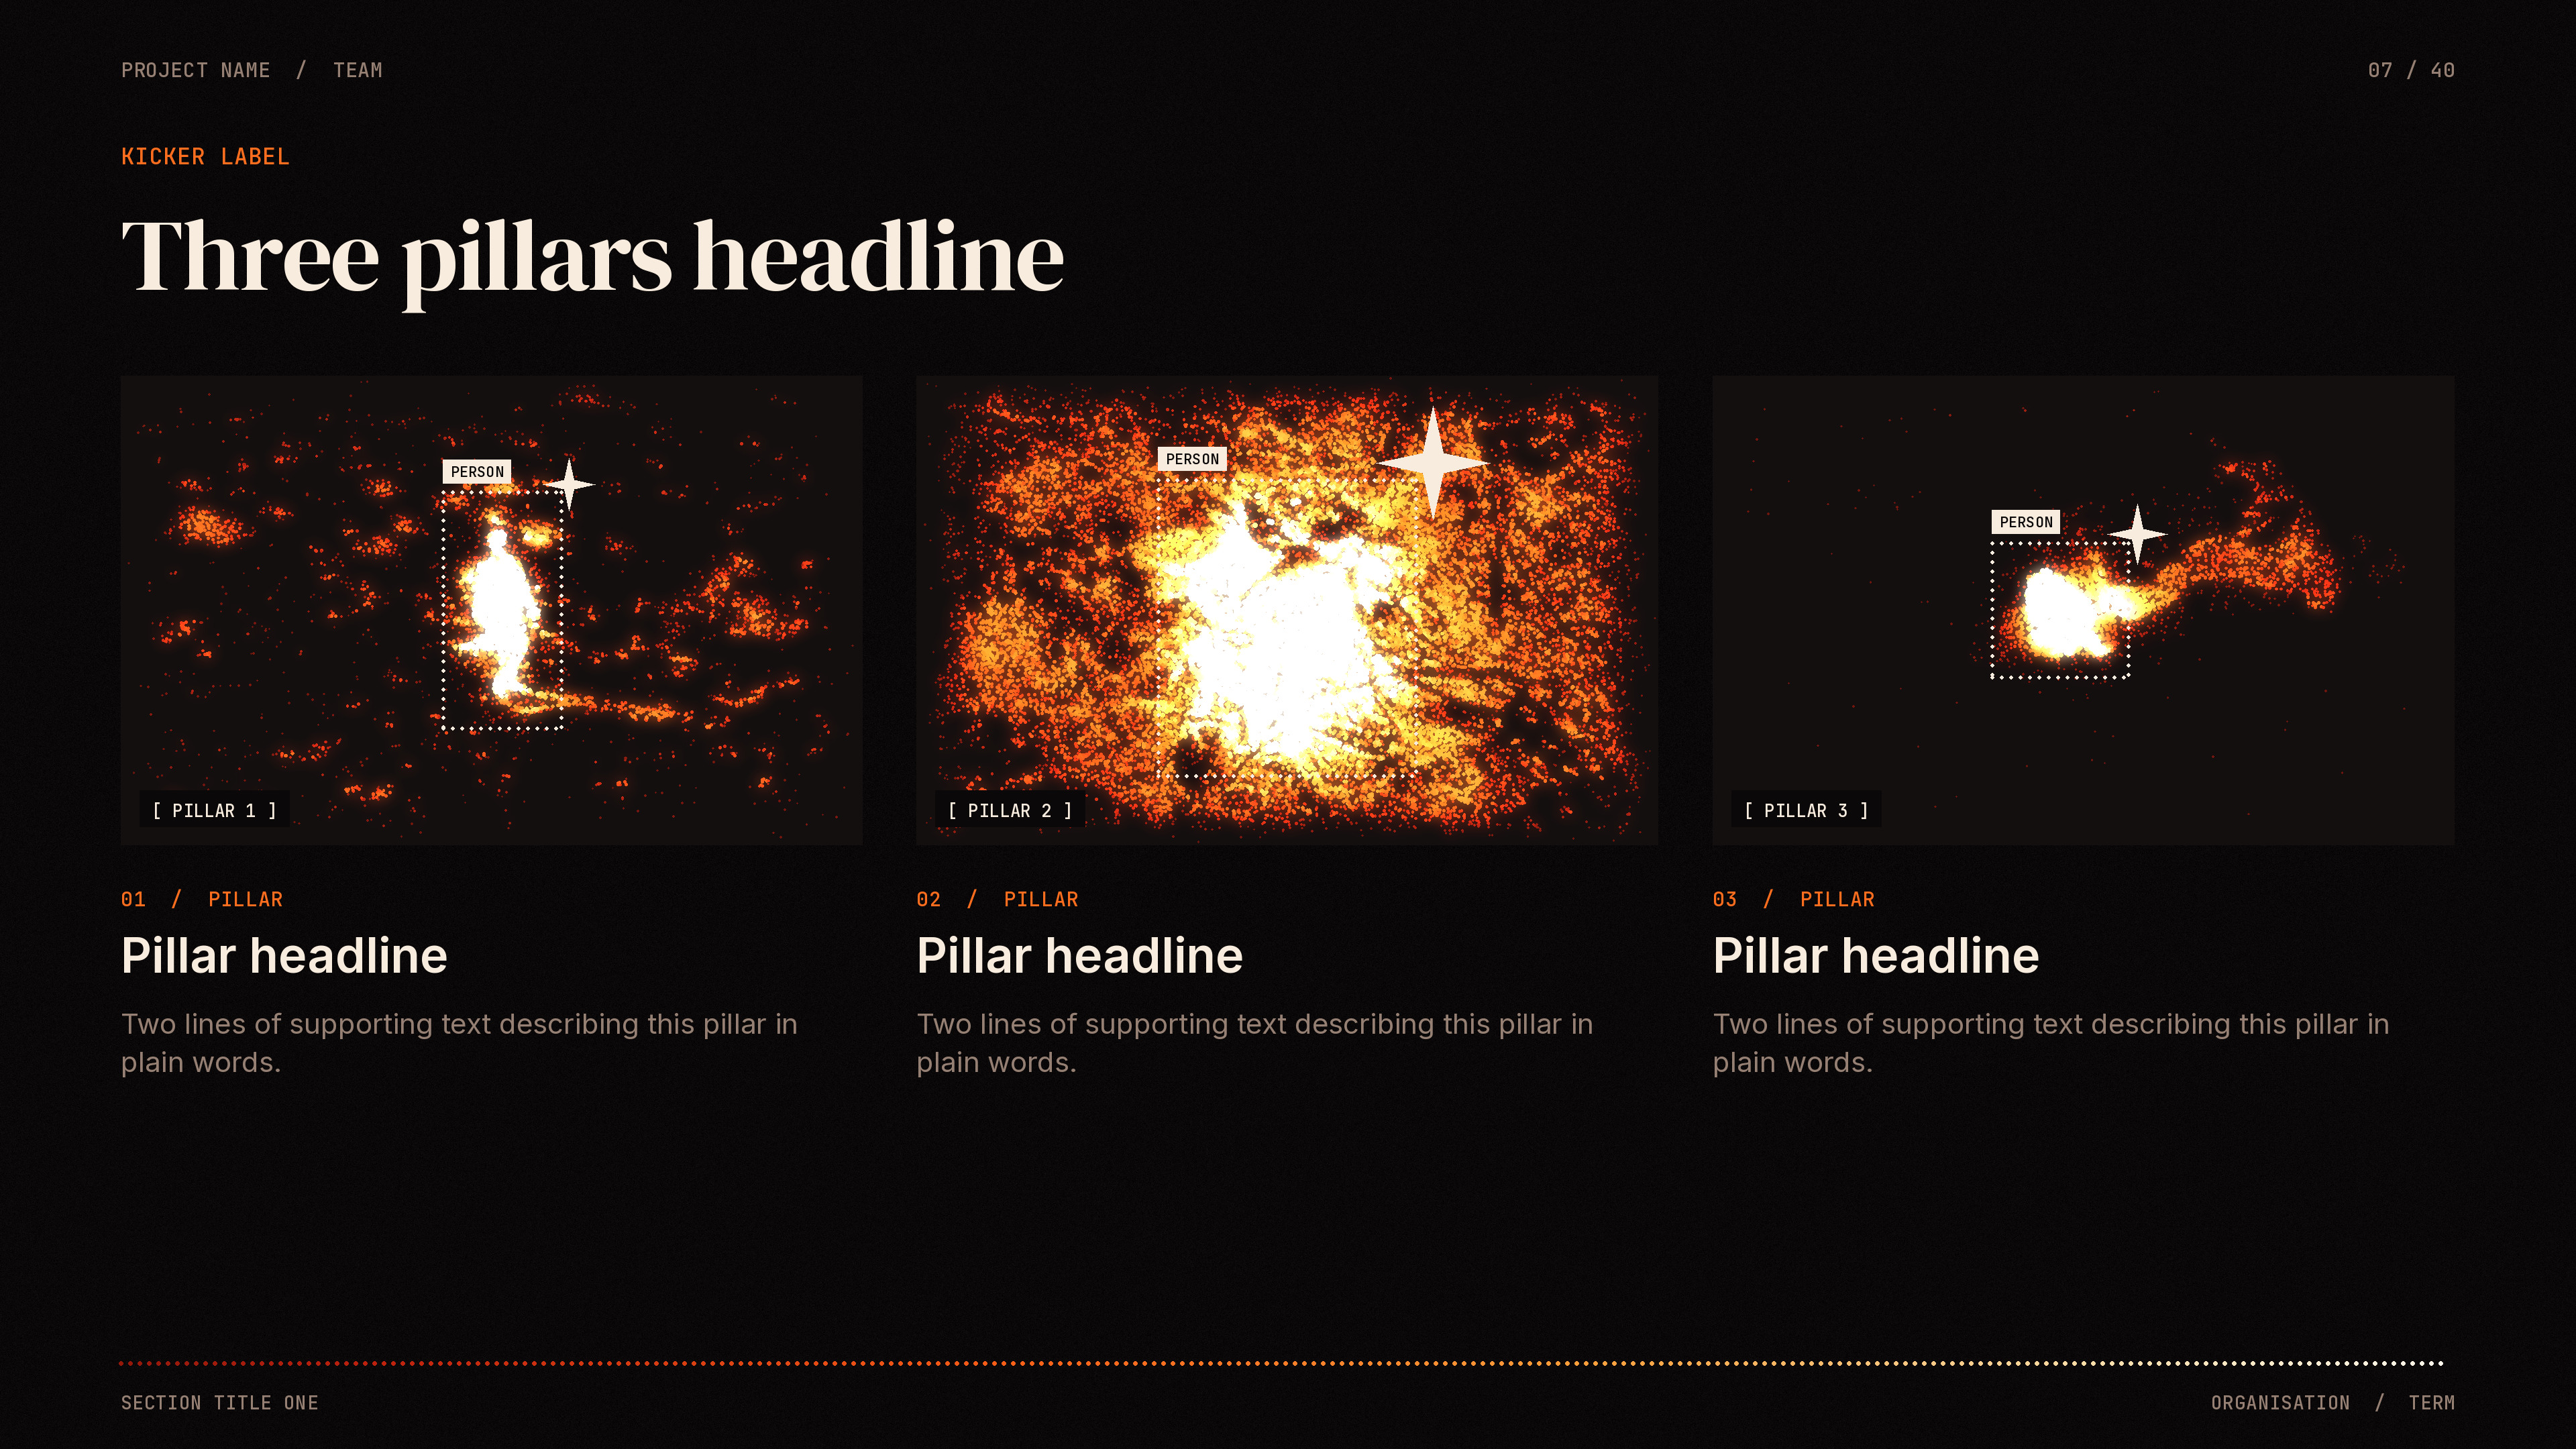 PROJECT NAME / TEAM
07 / 40
KICKER LABEL
Three pillars headline
PERSON
[ PILLAR 1 ]
PERSON
[ PILLAR 2 ]
PERSON
[ PILLAR 3 ]
01 / PILLAR
Pillar headline
Two lines of supporting text describing this pillar in
plain words.
02 / PILLAR
Pillar headline
Two lines of supporting text describing this pillar in
plain words.
03 / PILLAR
Pillar headline
Two lines of supporting text describing this pillar in
plain words.
SECTION TITLE ONE
ORGANISATION / TERM